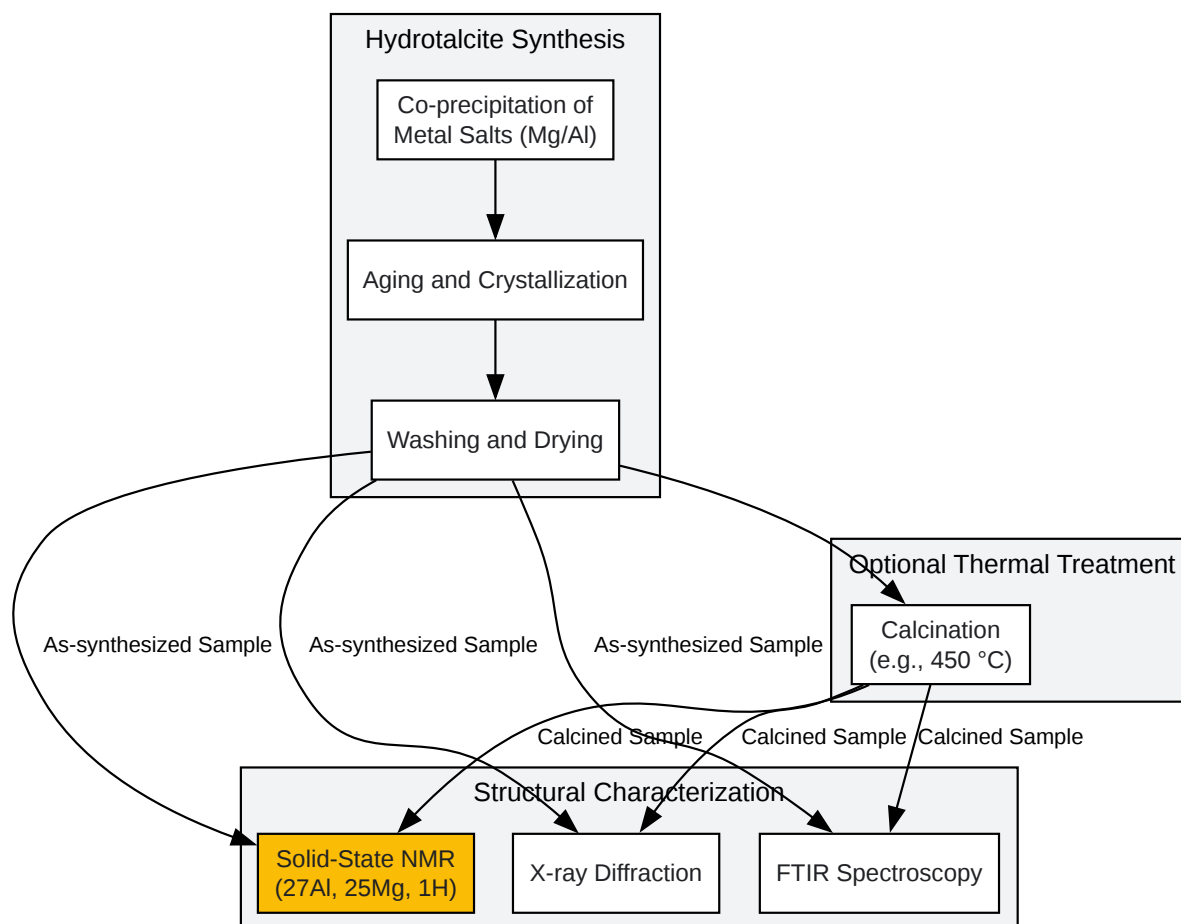 Hydrotalcite Synthesis
Co-precipitation of
Metal Salts (Mg/Al)
Aging and Crystallization
Washing and Drying
Optional Thermal Treatment
Calcination
(e.g., 450 °C)
As-synthesized Sample
As-synthesized Sample
As-synthesized Sample
Calcined Sample
Calcined Sample
Calcined Sample
Structural Characterization
Solid-State NMR
(27Al, 25Mg, 1H)
X-ray Diffraction
FTIR Spectroscopy